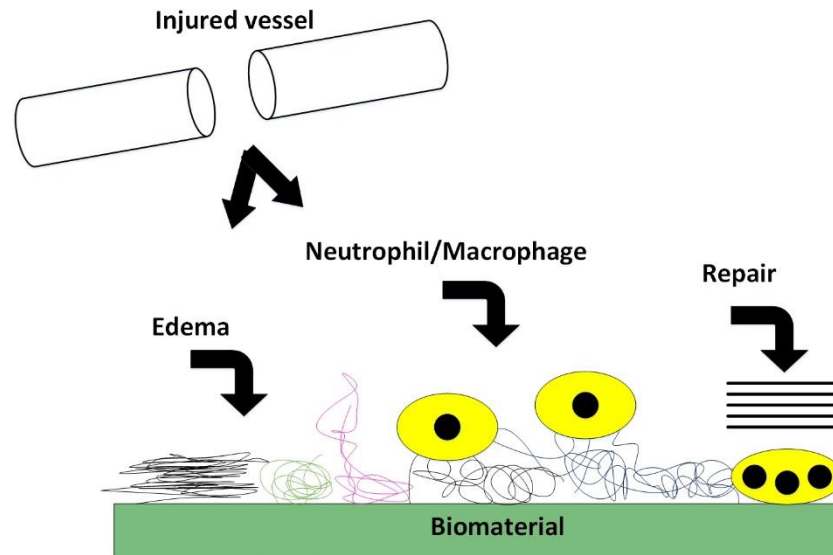 Injured vessel
Neutrophil/Macrophage
Repair
Edema
Biomaterial